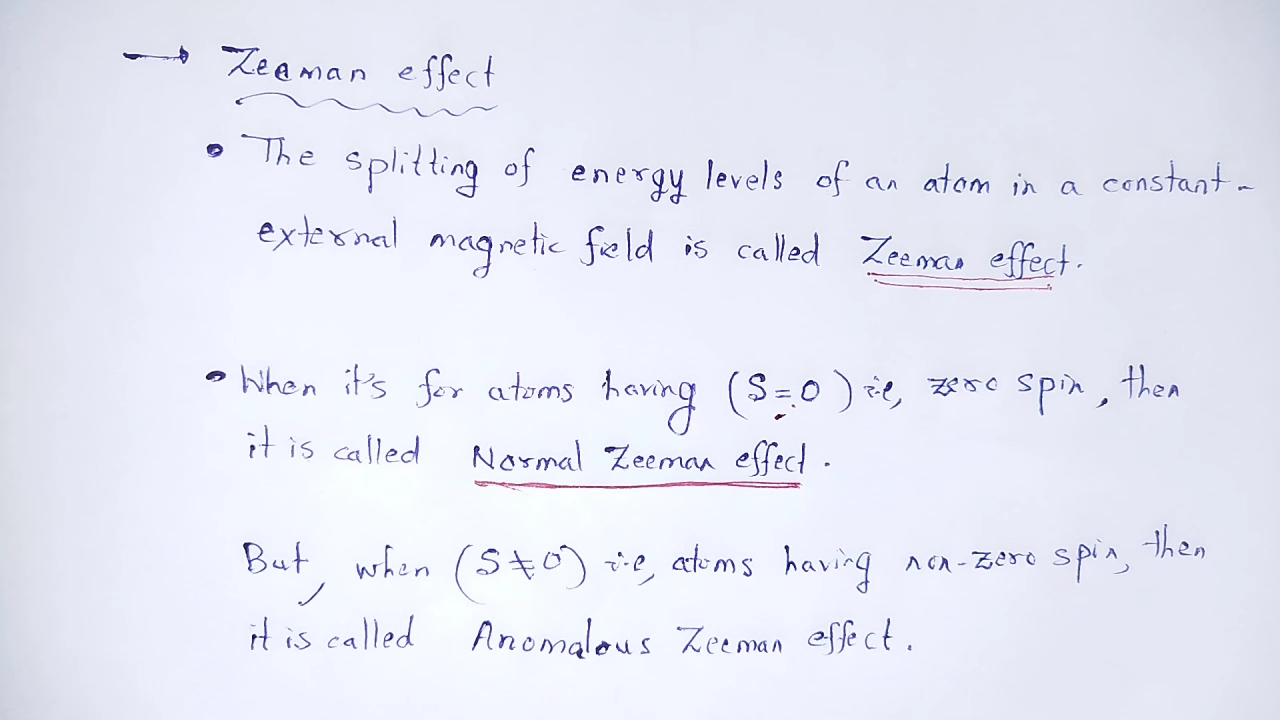 → Zeeman effect
• The splitting of energy levels of an atom in a constant-
external magnetic field is called Zeeman effect.
• When it's for atoms having (S=0) i.e, zero spin, then
it is called Normal Zeeman effect.
But, when (S≠0) i.e, atoms having non-zero spin, then
it is called Anomalous Zeeman effect.